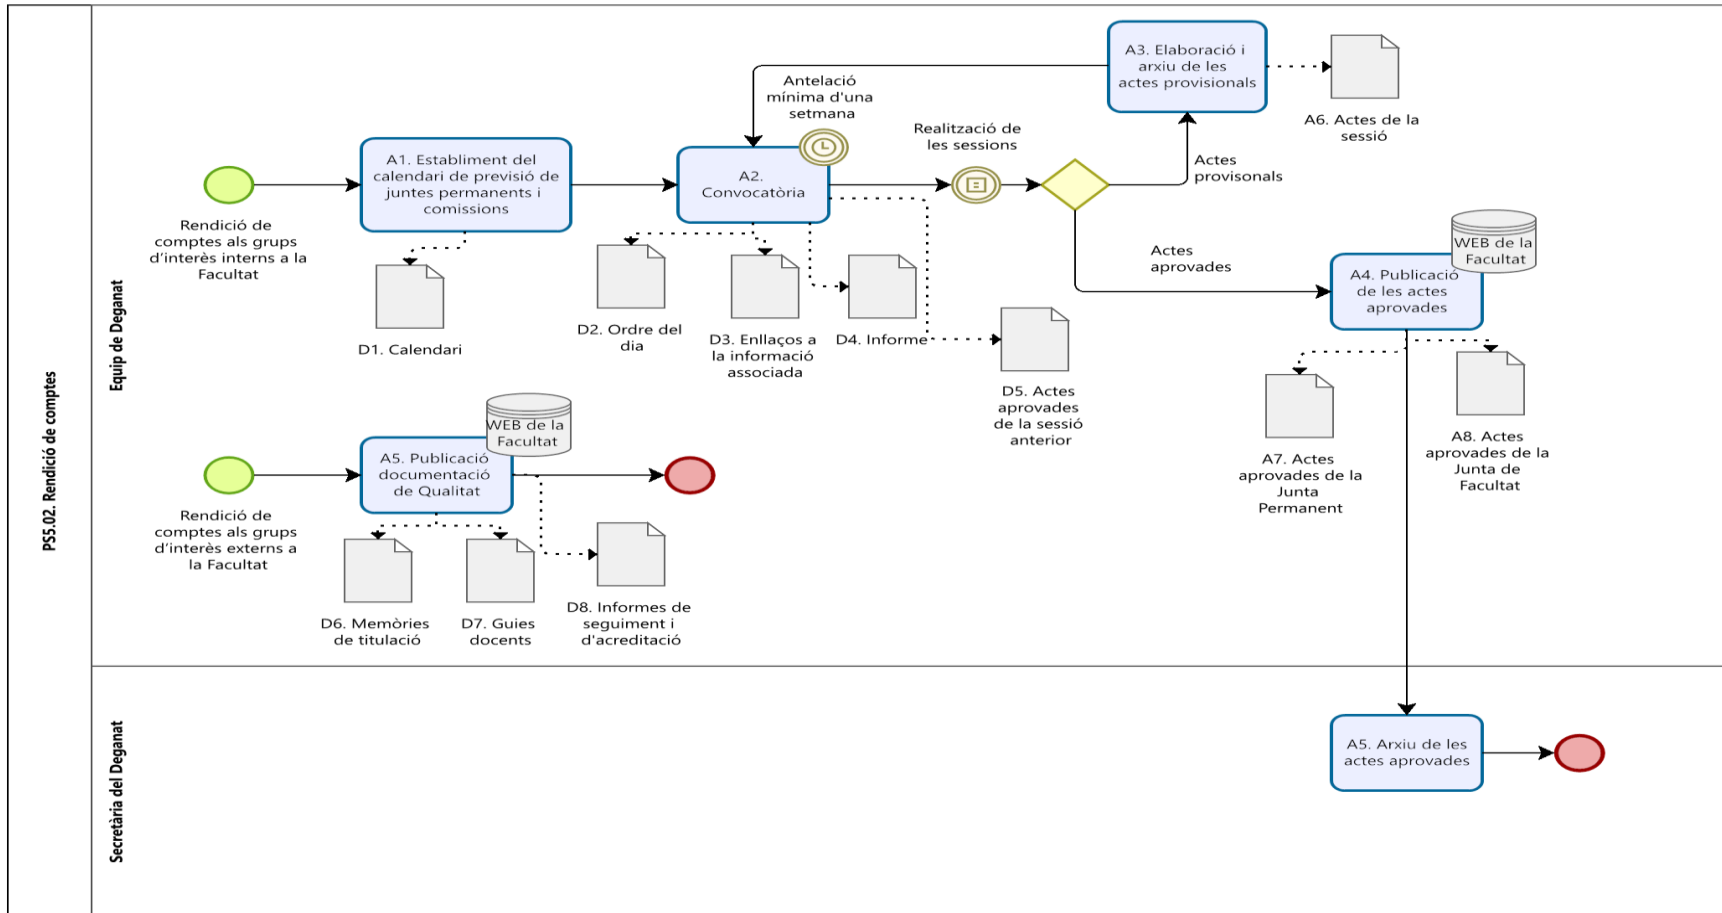 PS5.02. Rendició de comptes
Equip de Deganat
Rendició de
comptes als grups
d'interès interns a la
Facultat
A1. Establiment del
calendari de previsió de
juntes permanents i
comissions
D1. Calendari
Antelació
mínima d'una
setmana
A2.
Convocatòria
D2. Ordre del
dia
D3. Enllaços a
la informació
associada
D4. Informe
D5. Actes
aprovades
de la sessió
anterior
Realització de
les sessions
A3. Elaboració i
arxiu de les
actes provisionals
A6. Actes de la
sessió
Actes
provisonals
Actes
aprovades
WEB de la
Facultat
A4. Publicació
de les actes
aprovades
A7. Actes
aprovades de la
Junta
Permanent
A8. Actes
aprovades de la
Junta de
Facultat
Rendició de
comptes als grups
d'interès externs a
la Facultat
WEB de la
Facultat
A5. Publicació
documentació
de Qualitat
D6. Memòries
de titulació
D7. Guies
docents
D8. Informes de
seguiment i
d'acreditació
Secretària del Deganat
A5. Arxiu de les
actes aprovades